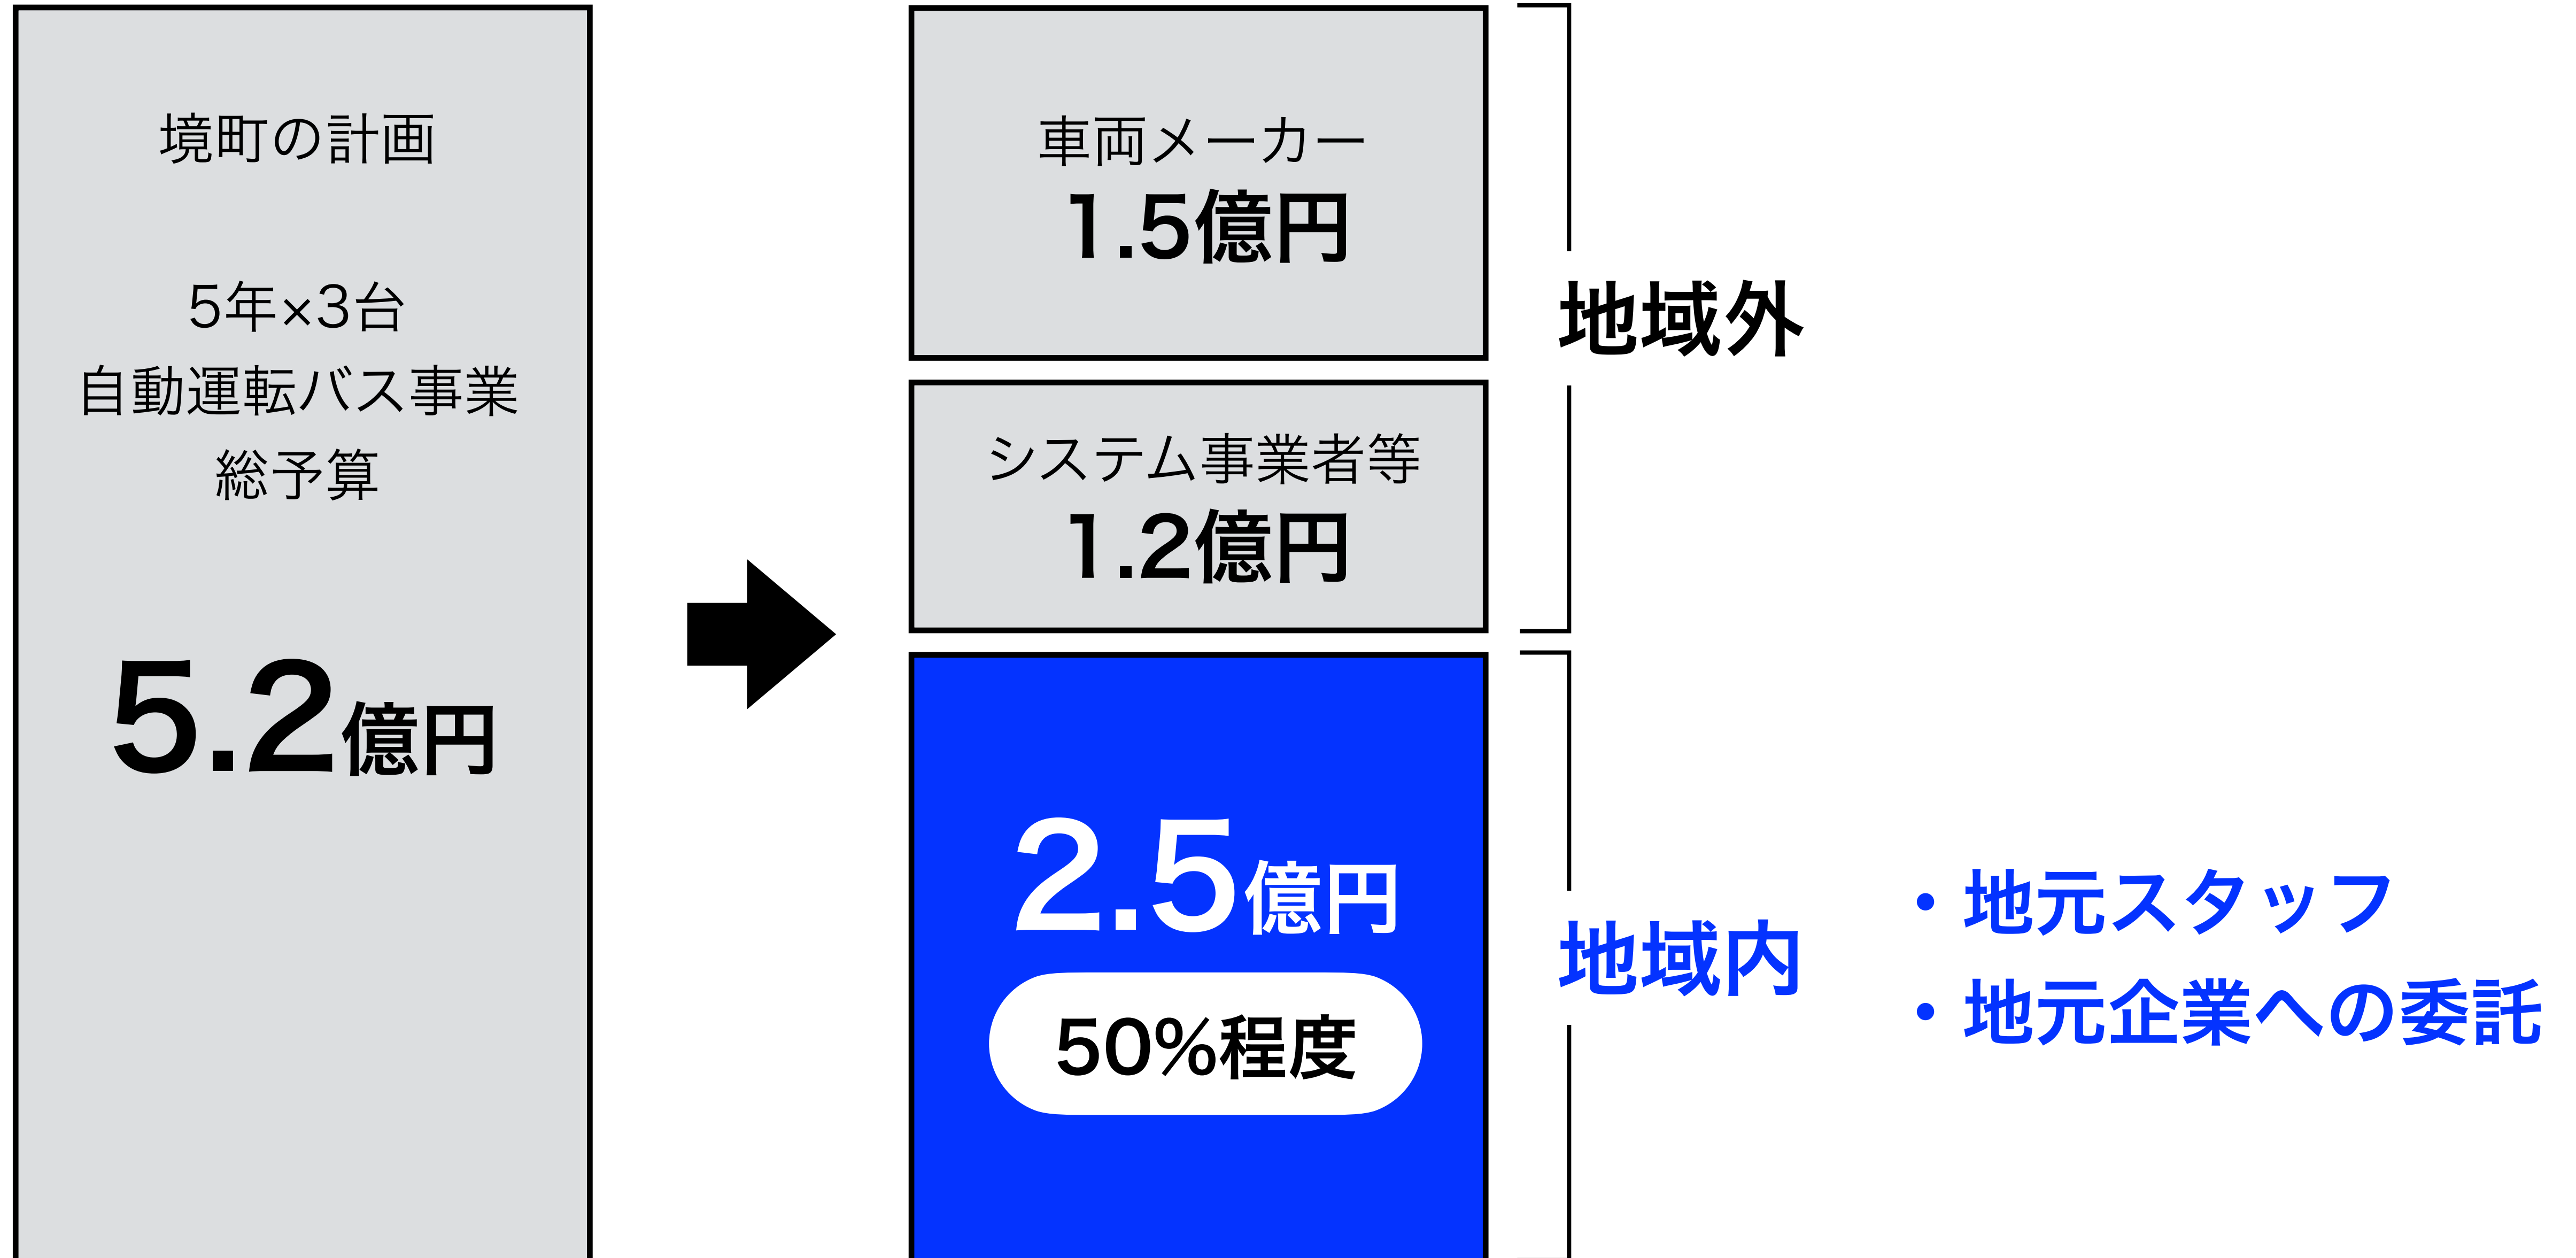 境町の計画
5年×3台
自動運転バス事業
総予算
5.2億円
車両メーカー
1.5億円
システム事業者等
1.2億円
2.5億円
50%程度
地域外
地域内
・地元スタッフ
・地元企業への委託